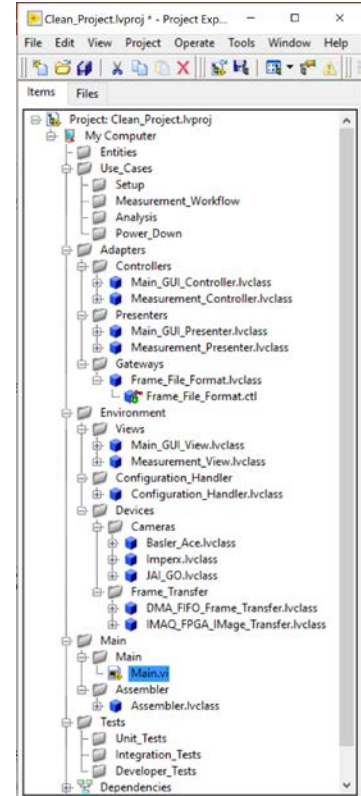 Clean_Project.lvproj * - Project Exp...
File Edit View Project Operate Tools Window Help
Items Files
Project: Clean_Project.lvproj
My Computer
Entities
Use_Cases
Setup
Measurement_Workflow
Analysis
Power_Down
Adapters
Controllers
Main_GUI_Controller.lvclass
Measurement_Controller.lvclass
Presenters
Main_GUI_Presenter.lvclass
Measurement_Presenter.lvclass
Gateways
Frame_File_Format.lvclass
Frame_File_Format.ctl
Environment
Views
Main_GUI_View.lvclass
Measurement_View.lvclass
Configuration_Handler
Configuration_Handler.lvclass
Devices
Cameras
Basler_Ace.lvclass
Imperx.lvclass
JAI_GO.lvclass
Frame_Transfer
DMA_FIFO_Frame_Transfer.lvclass
IMAQ_FPGA_IMage_Transfer.lvclass
Main
Main
Main.vi
Assembler
Assembler.lvclass
Tests
Unit_Tests
Integration_Tests
Developer_Tests
Dependencies